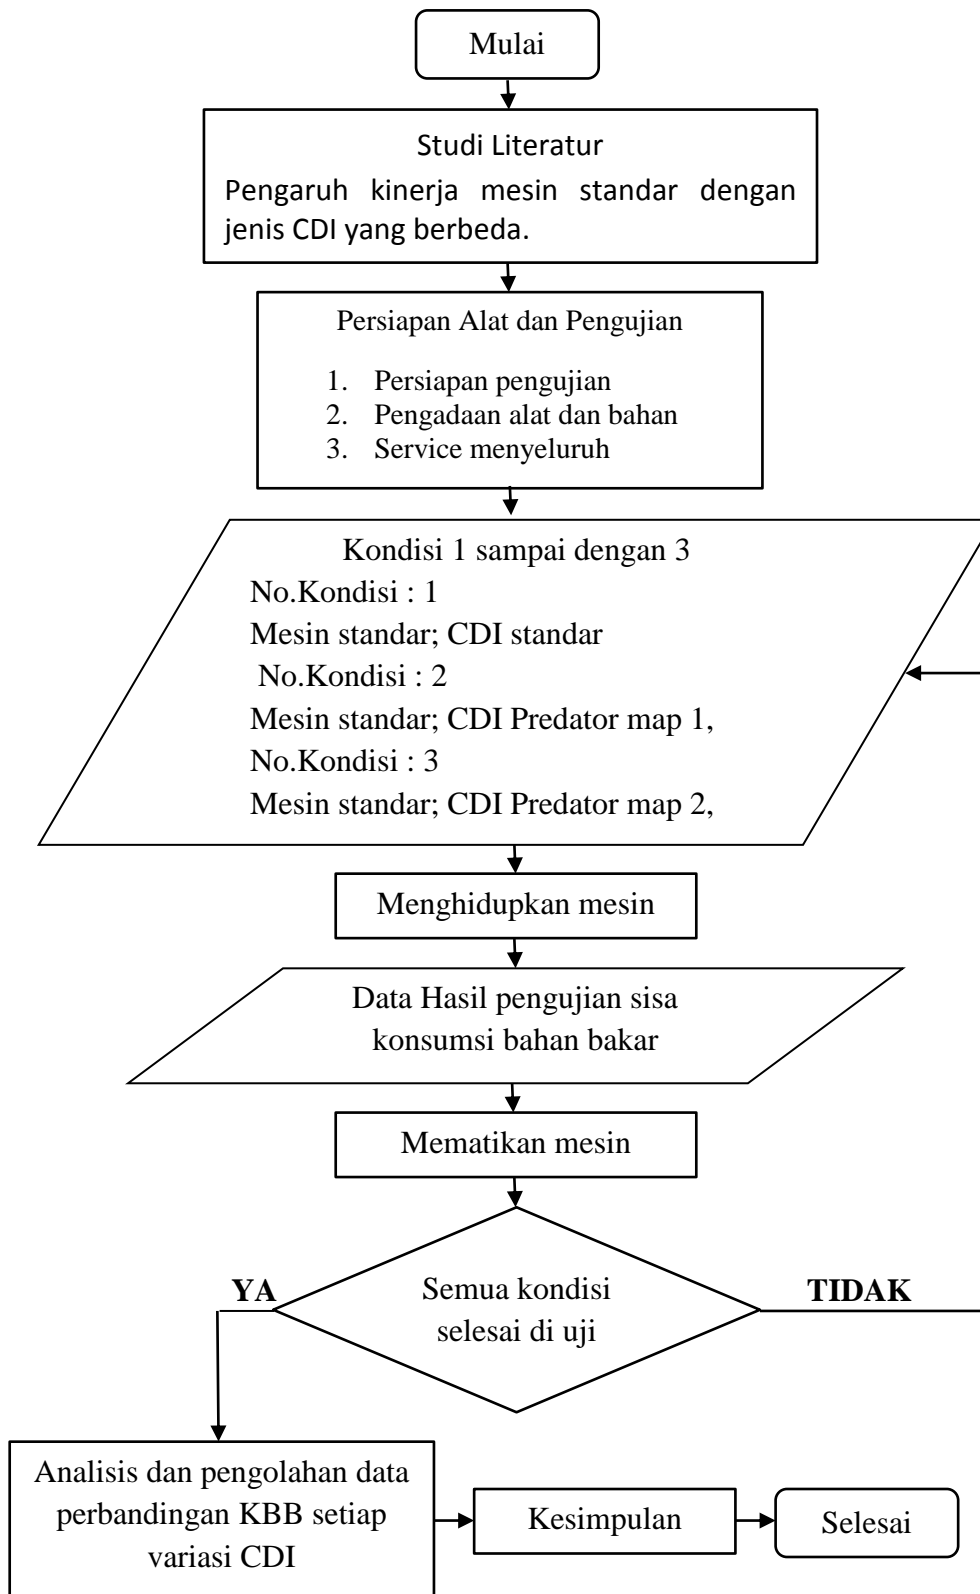 Mulai
Studi Literatur
Pengaruh kinerja mesin standar dengan
jenis CDI yang berbeda.
Persiapan Alat dan Pengujian
1. Persiapan pengujian
2. Pengadaan alat dan bahan
3. Service menyeluruh
Kondisi 1 sampai dengan 3
No.Kondisi : 1
Mesin standar; CDI standar
No.Kondisi : 2
Mesin standar; CDI Predator map 1,
No.Kondisi : 3
Mesin standar; CDI Predator map 2,
Menghidupkan mesin
Data Hasil pengujian sisa
konsumsi bahan bakar
Mematikan mesin
YA
Semua kondisi
selesai di uji
TIDAK
Analisis dan pengolahan data
perbandingan KBB setiap
variasi CDI
Kesimpulan
Selesai